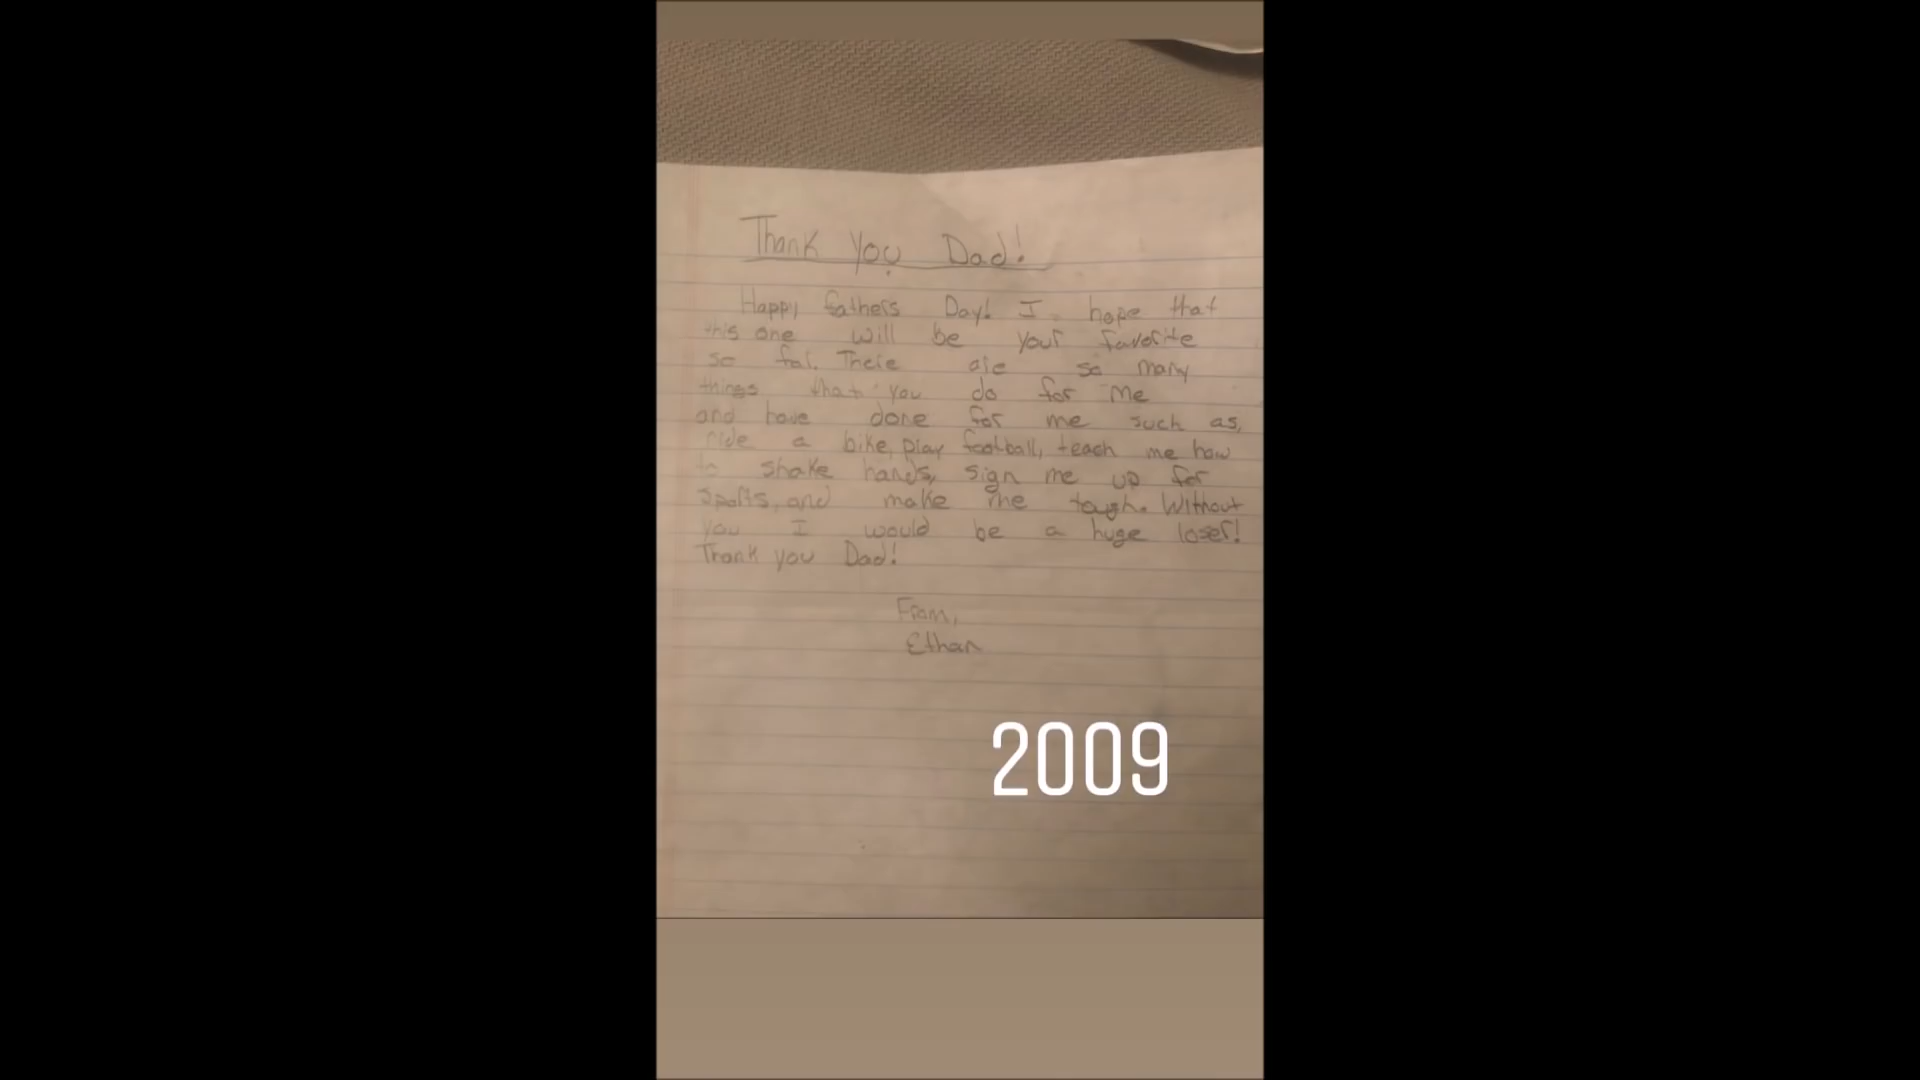 Thank you Dad!
Happy fathers Day! I hope that
this one will be your favorite
so far. There are so many
things that you do for me
and have done for me such as,
ride a bike, play football, teach me how
to shake hands, sign me up for
sports, and make me tough. Without
you I would be a huge loser!
Thank you Dad!
From,
Ethan
2009